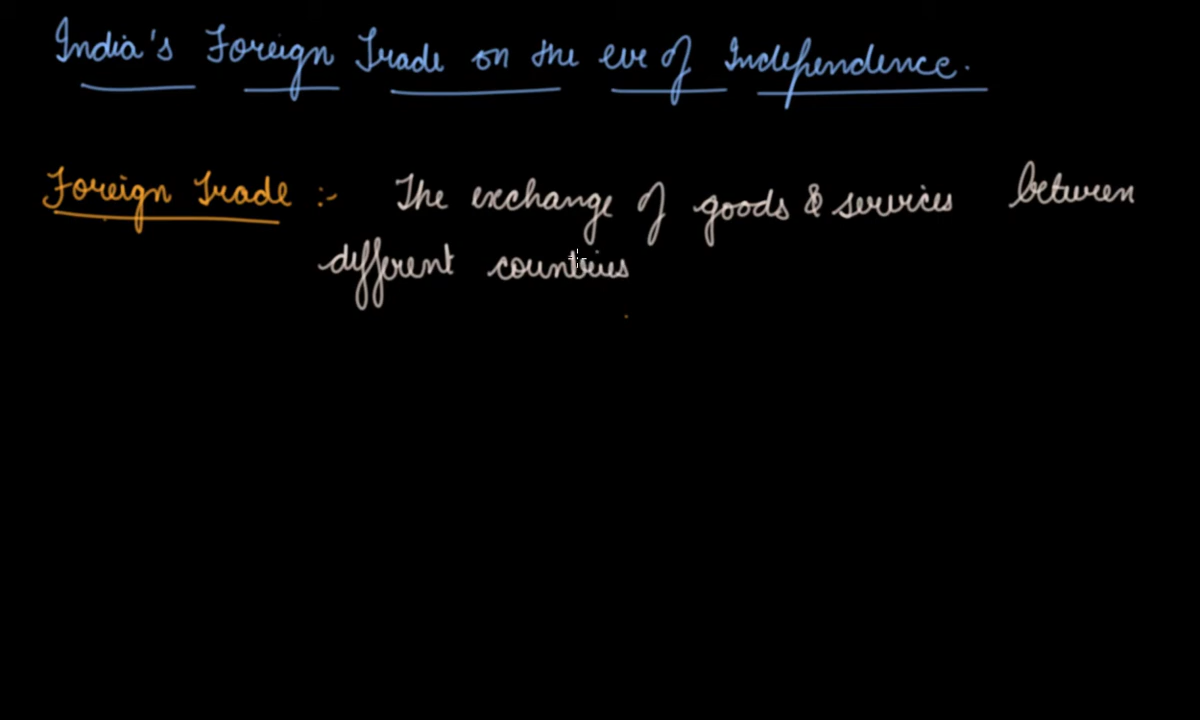 India's Foreign Trade on the eve of Independence.
Foreign Trade :- The exchange of goods & services between
different countries